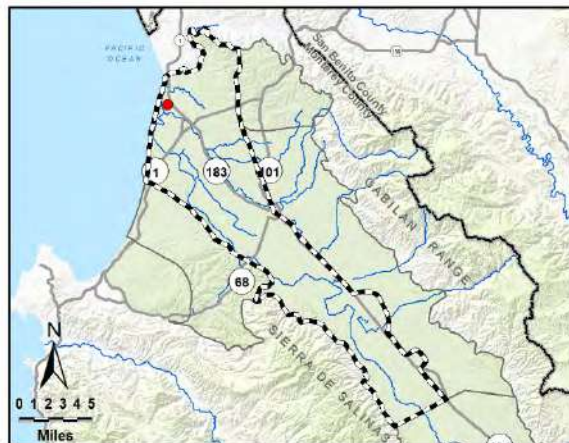 PACIFIC
OCEAN
1
San Benito County
Monterey County
1
183
101
GABILAN RANGE
68
SIERRA DE SALINAS
N
0 1 2 3 4 5
Miles